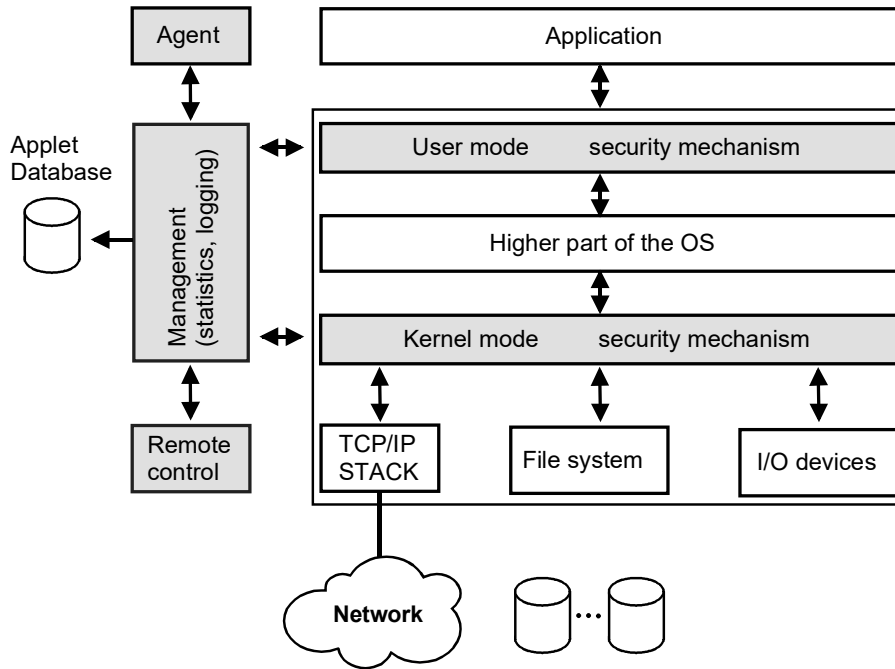 Agent
Application
Applet
Database
Management
(statistics, logging)
User mode security mechanism
Higher part of the OS
Kernel mode security mechanism
Remote
control
TCP/IP
STACK
File system
I/O devices
Network
...